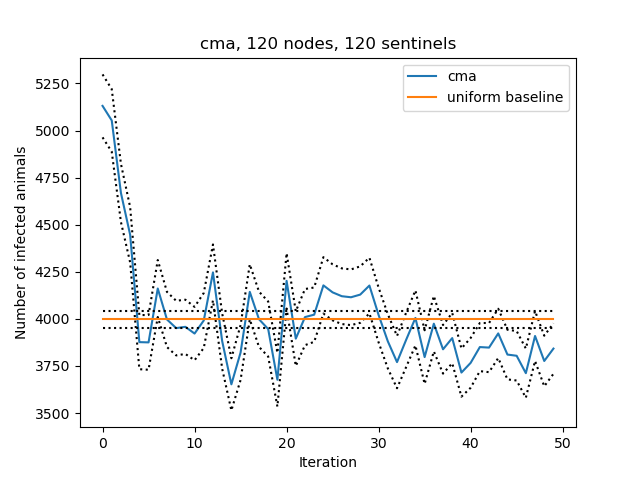 cma, 120 nodes, 120 sentinels
cma
uniform baseline
Number of infected animals
5250
5000
4750
4500
4250
4000
3750
3500
0 10 20 30 40 50
Iteration